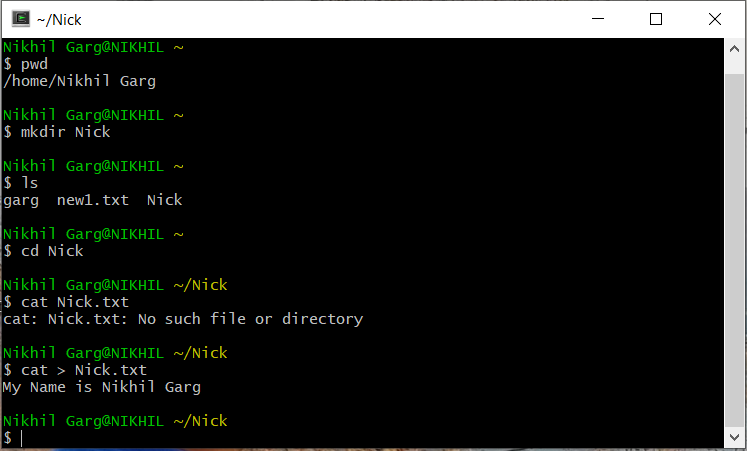 ~/Nick
Nikhil Garg@NIKHIL ~
$ pwd
/home/Nikhil Garg
Nikhil Garg@NIKHIL ~
$ mkdir Nick
Nikhil Garg@NIKHIL ~
$ ls
garg  new1.txt  Nick
Nikhil Garg@NIKHIL ~
$ cd Nick
Nikhil Garg@NIKHIL ~/Nick
$ cat Nick.txt
cat: Nick.txt: No such file or directory
Nikhil Garg@NIKHIL ~/Nick
$ cat > Nick.txt
My Name is Nikhil Garg
Nikhil Garg@NIKHIL ~/Nick
$